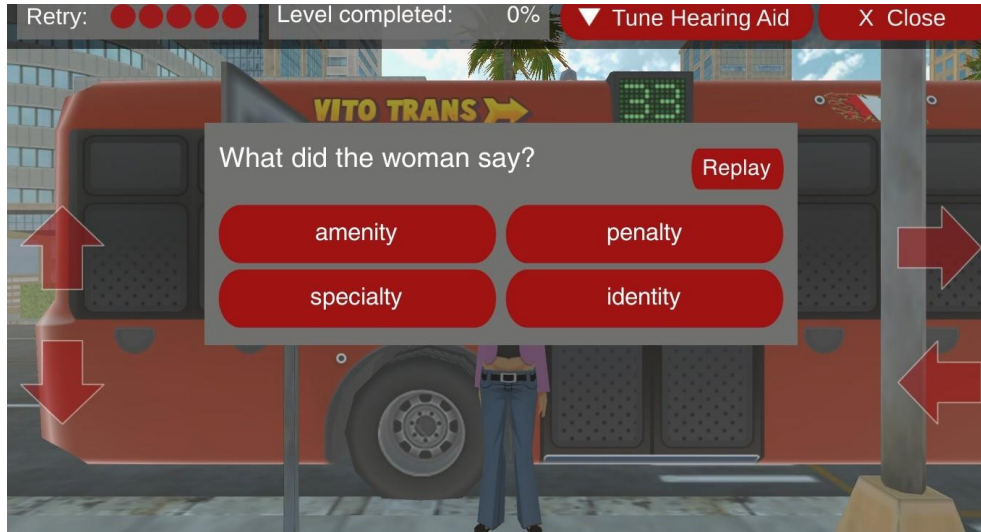 Retry: Level completed: 0% ▼ Tune Hearing Aid X Close
VITO TRANS
33
What did the woman say?
Replay
amenity penalty
specialty identity